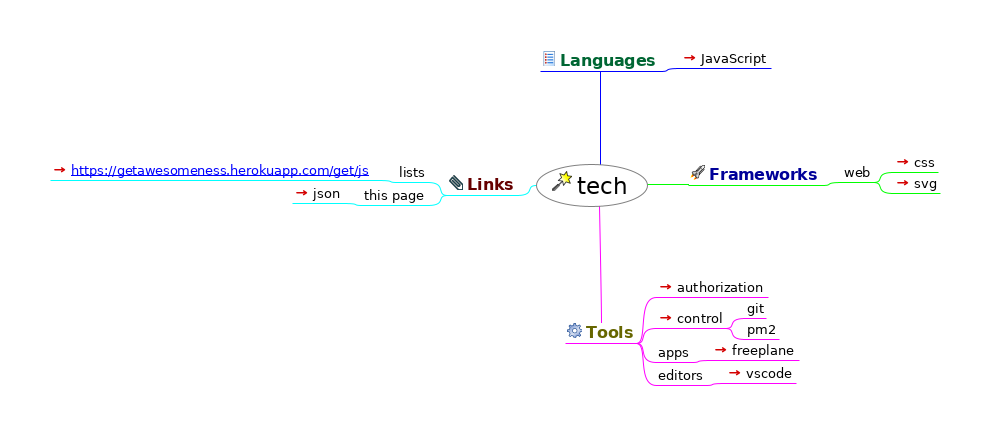 Languages
JavaScript
https://getawesomeness.herokuapp.com/get/js
lists
json
this page
Links
tech
Frameworks
web
css
svg
Tools
authorization
control
git
pm2
apps
freeplane
editors
vscode